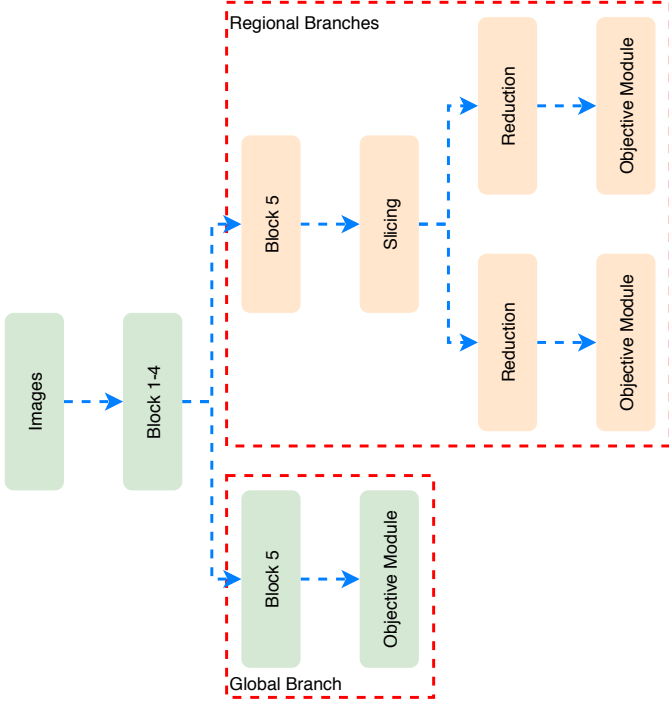 Regional Branches
Images
Block 1-4
Block 5
Slicing
Reduction
Objective Module
Reduction
Objective Module
Block 5
Objective Module
Global Branch